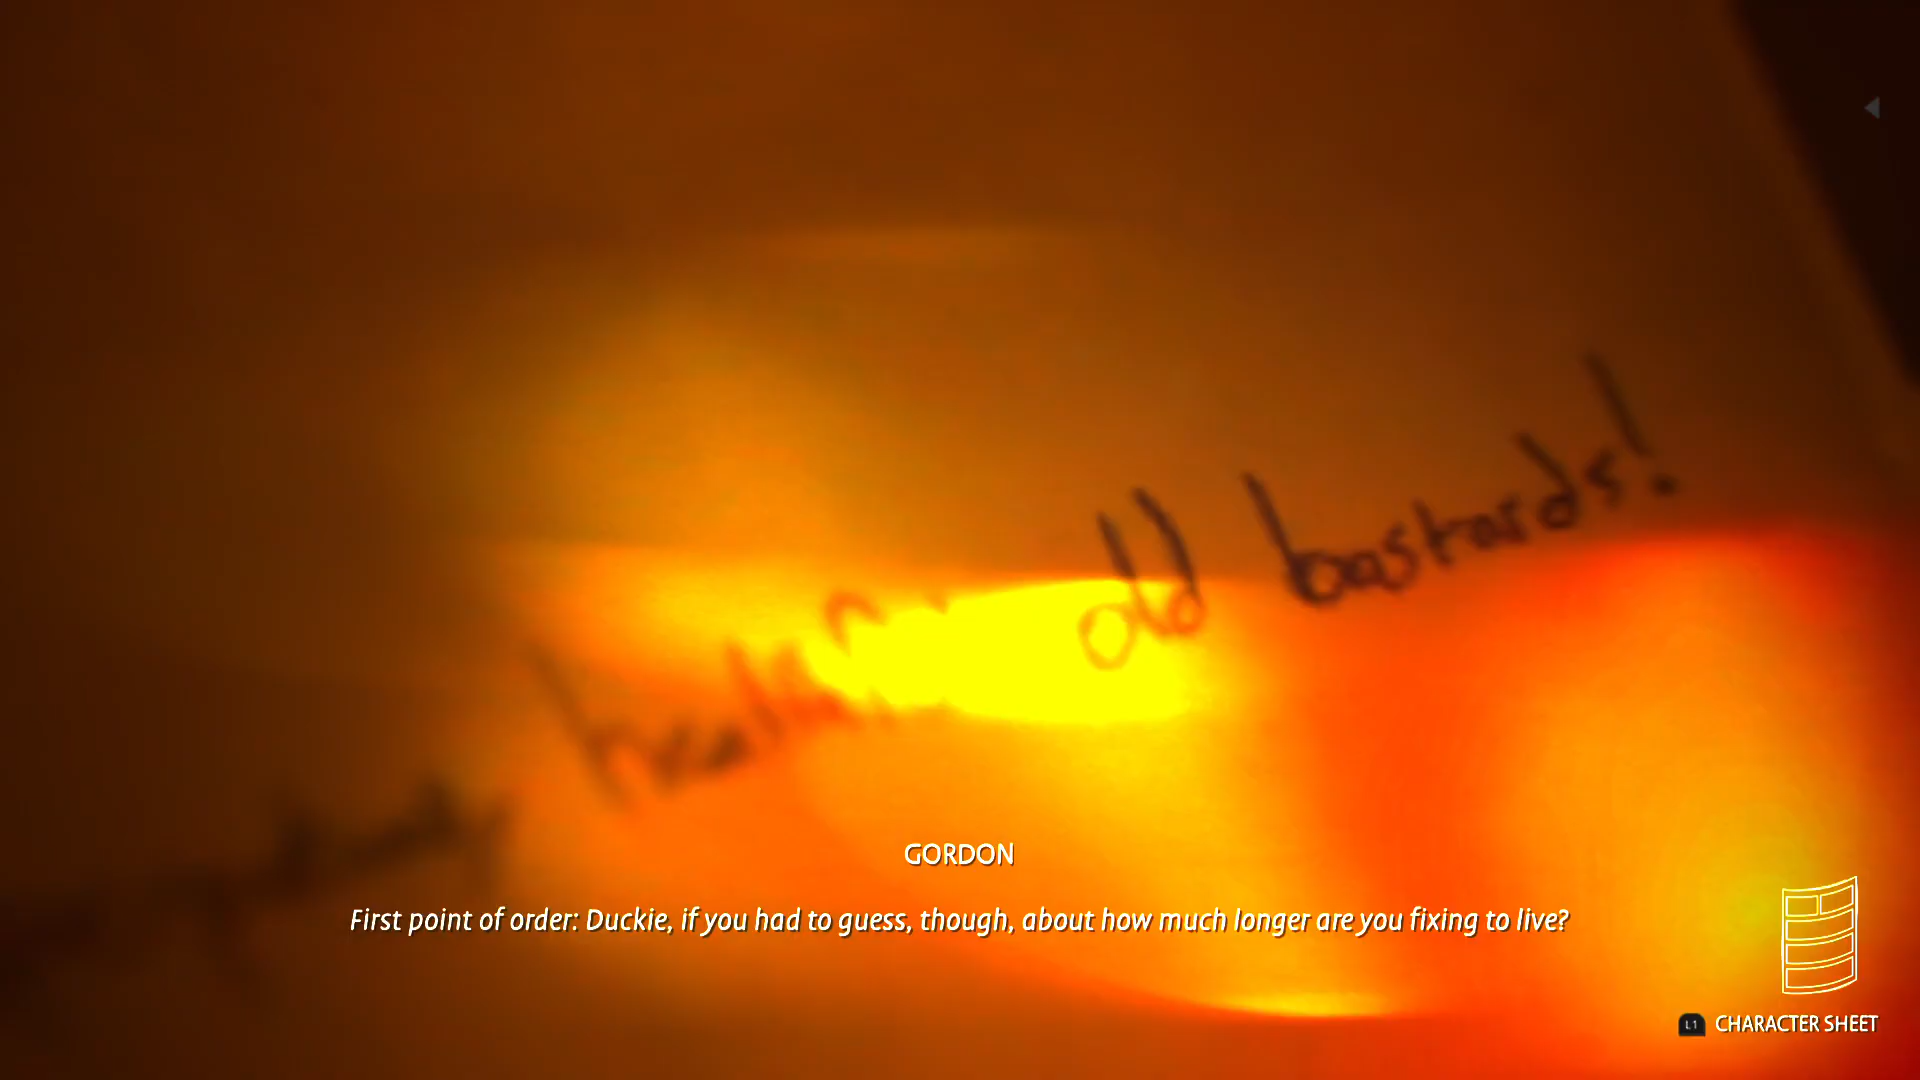 old bastards!
GORDON
First point of order: Duckie, if you had to guess, though, about how much longer are you fixing to live?
L1 CHARACTER SHEET